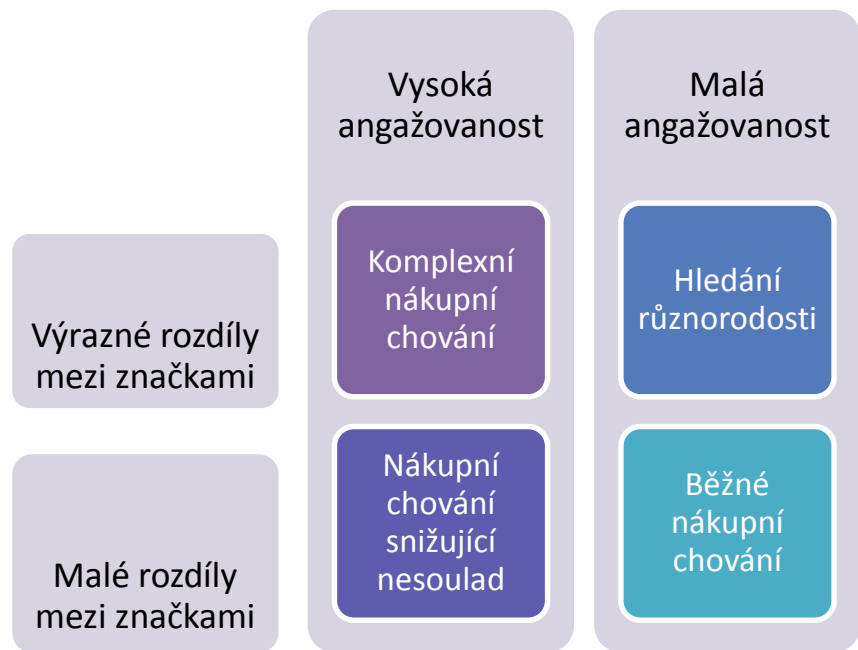 Vysoká
angažovanost
Malá
angažovanost
Výrazné rozdíly
mezi značkami
Komplexní
nákupní
chování
Hledání
různorodosti
Malé rozdíly
mezi značkami
Nákupní
chování
snižující
nesoulad
Běžné
nákupní
chování